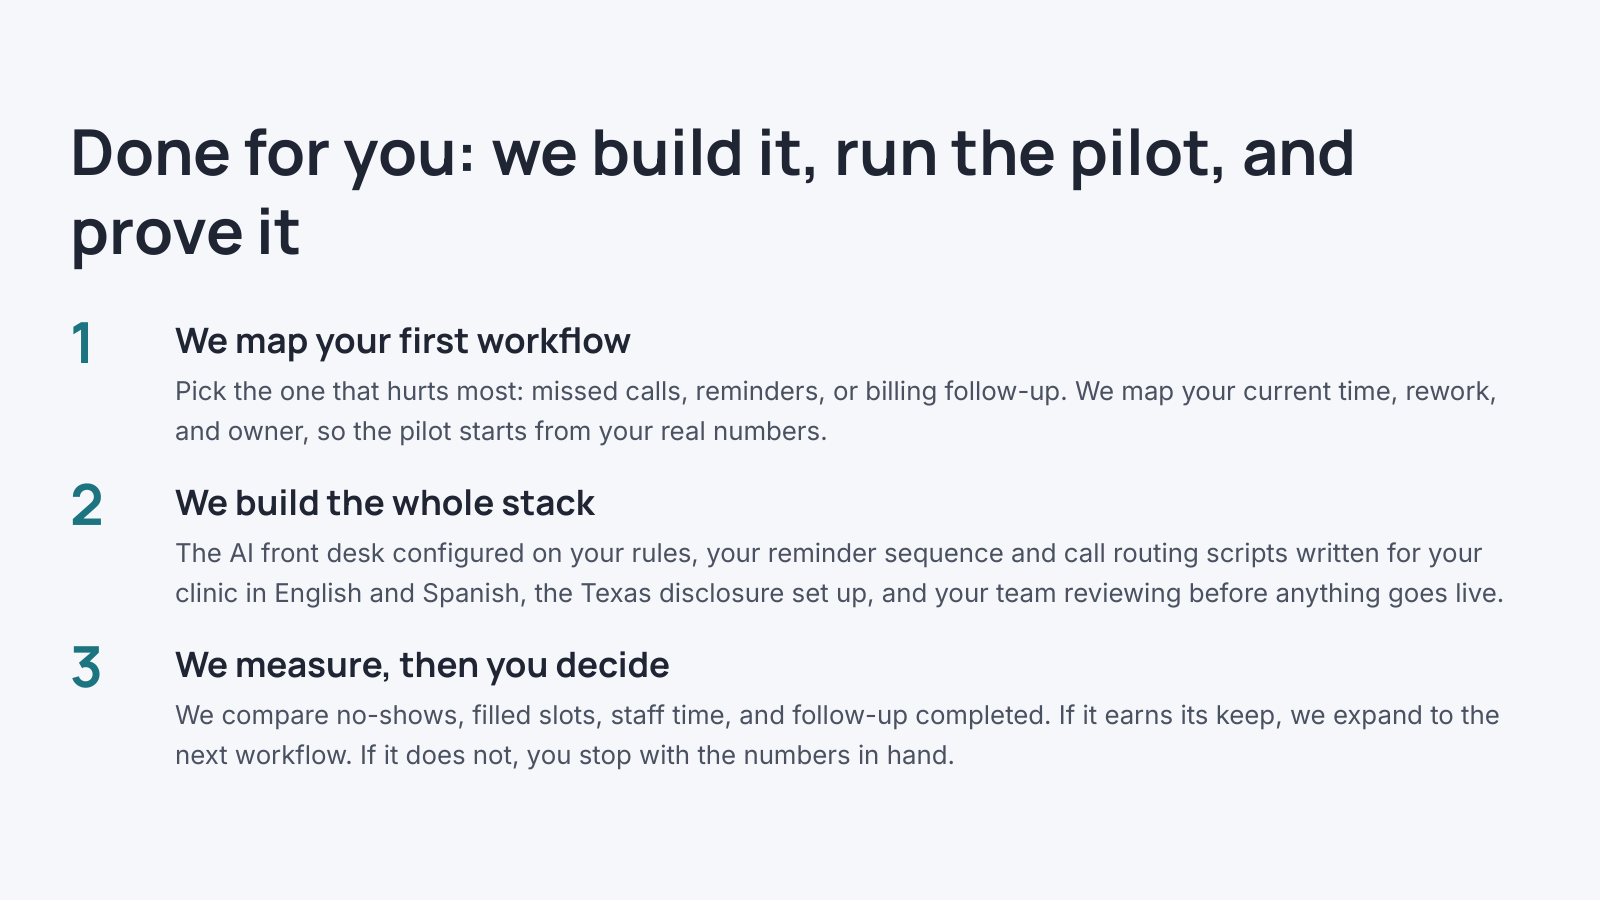 Done for you: we build it, run the pilot, and
prove it
1
We map your first workflow
Pick the one that hurts most: missed calls, reminders, or billing follow-up. We map your current time, rework,
and owner, so the pilot starts from your real numbers.
2
We build the whole stack
The AI front desk configured on your rules, your reminder sequence and call routing scripts written for your
clinic in English and Spanish, the Texas disclosure set up, and your team reviewing before anything goes live.
3
We measure, then you decide
We compare no-shows, filled slots, staff time, and follow-up completed. If it earns its keep, we expand to the
next workflow. If it does not, you stop with the numbers in hand.